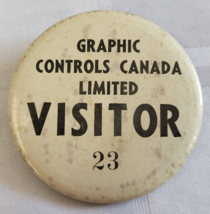 GRAPHIC
CONTROLS CANADA
LIMITED
VISITOR
23